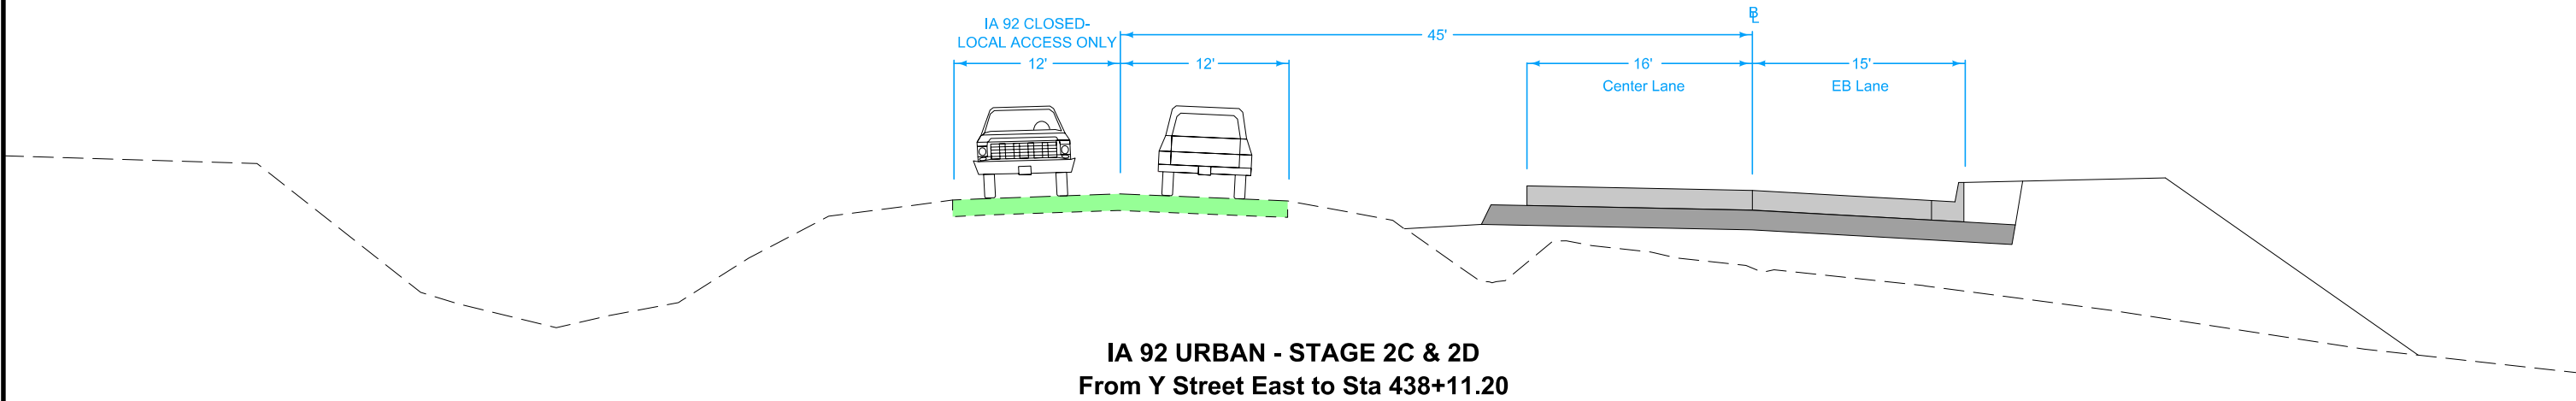 IA 92 CLOSED-
LOCAL ACCESS ONLY
BL
45'
12'
12'
16'
15'
Center Lane
EB Lane
IA 92 URBAN - STAGE 2C & 2D
From Y Street East to Sta 438+11.20